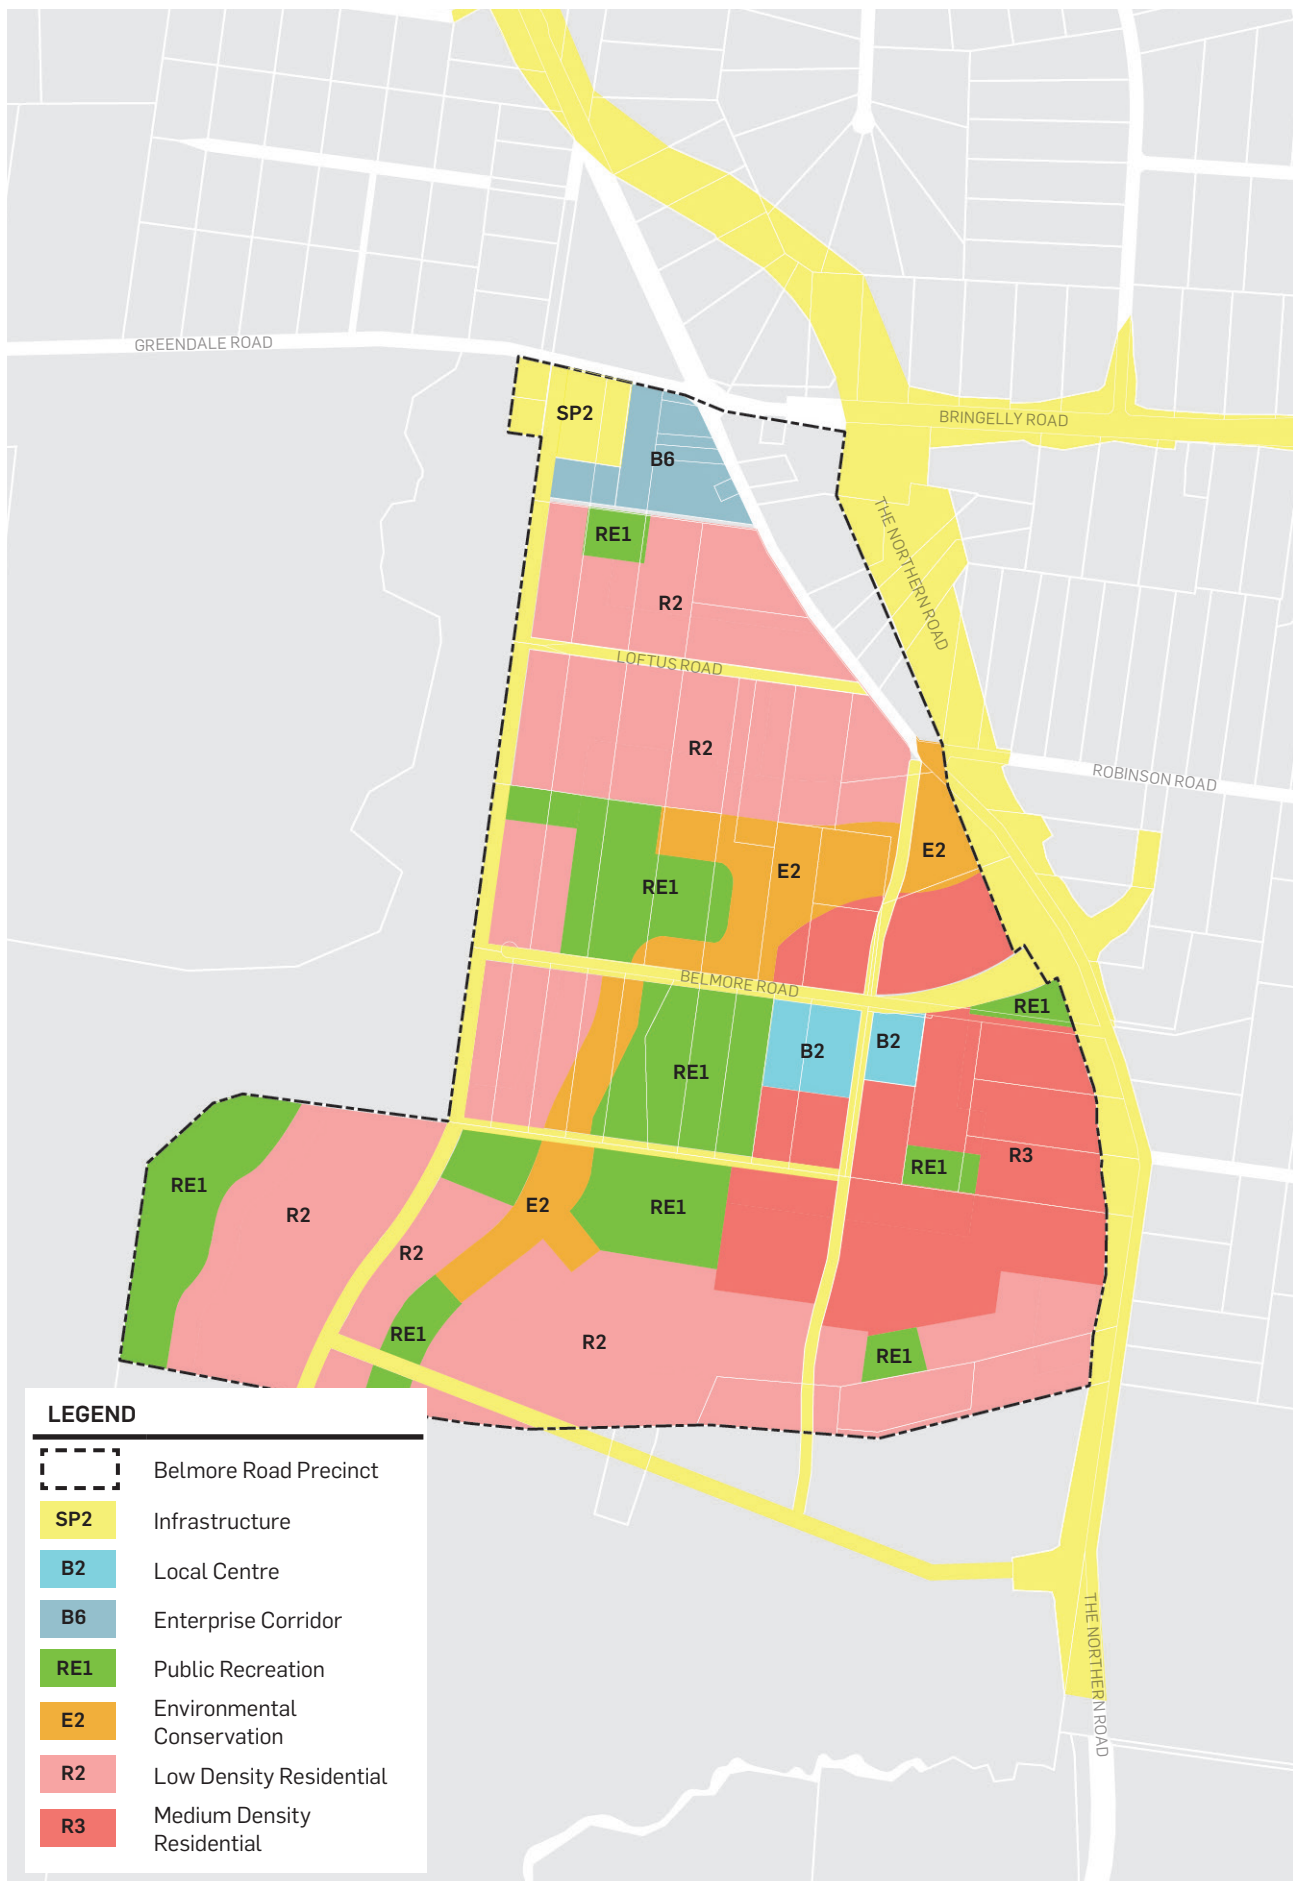 GREENDALE ROAD
SP2
BRINGELLY ROAD
B6
RE1
THE NORTHERN ROAD
R2
LOFTUS ROAD
R2
ROBINSON ROAD
E2
E2
RE1
BELMORE ROAD
RE1
B2
B2
RE1
R3
RE1
RE1
R2
E2
RE1
R2
RE1
R2
RE1
LEGEND
Belmore Road Precinct
SP2 Infrastructure
B2 Local Centre
B6 Enterprise Corridor
RE1 Public Recreation
E2 Environmental
Conservation
R2 Low Density Residential
R3 Medium Density
Residential
THE NORTHERN ROAD